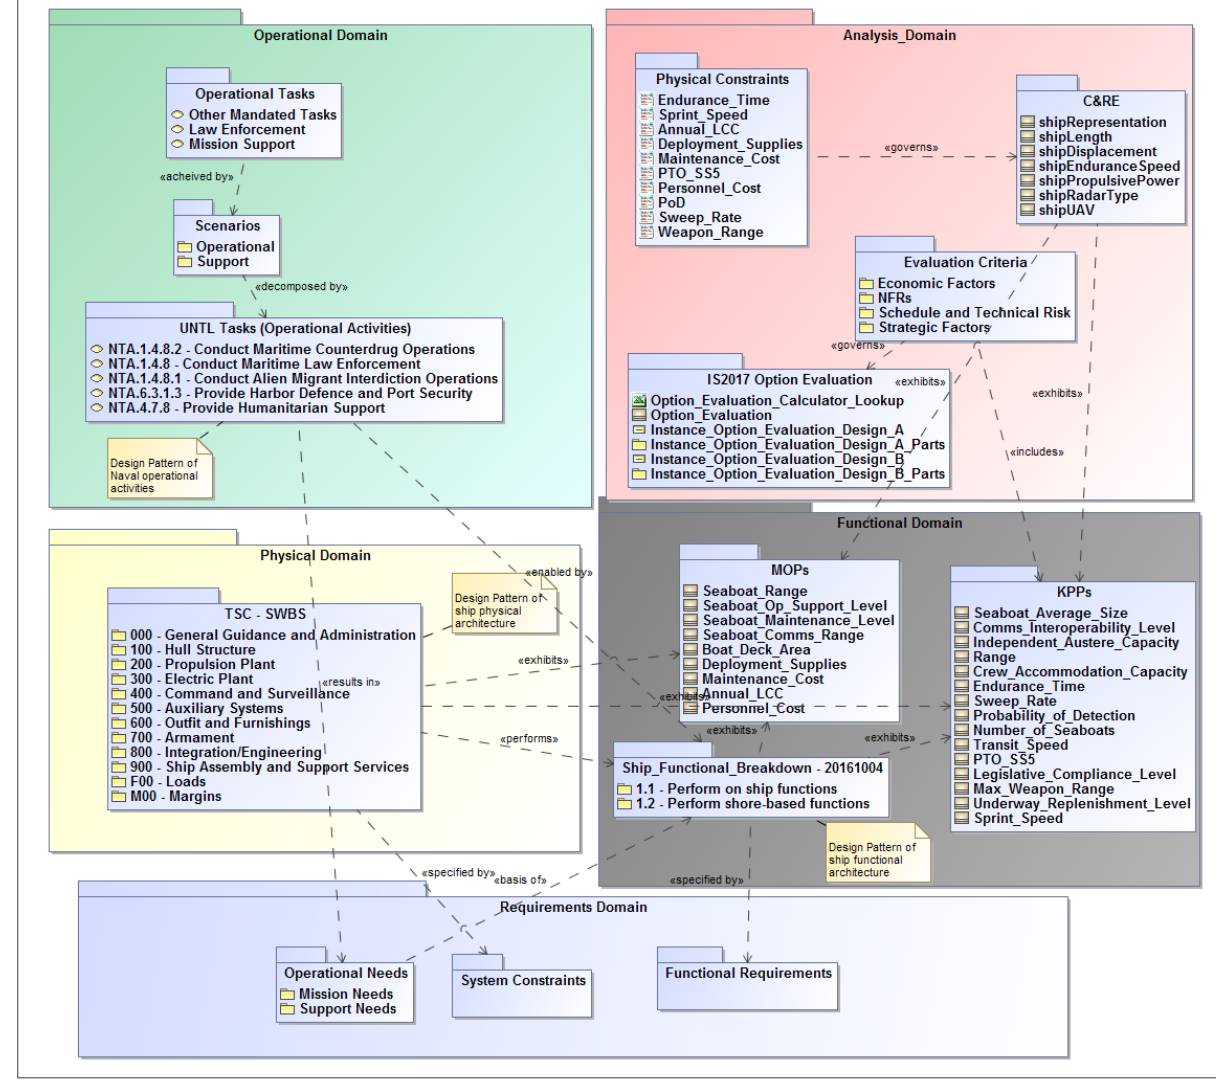 Operational Domain
Operational Tasks
Other Mandated Tasks
Law Enforcement
Mission Support
«acheived by»
Scenarios
Operational
Support
«decomposed by»
UNTL Tasks (Operational Activities)
NTA.1.4.8.2 - Conduct Maritime Counterdrug Operations
NTA.1.4.8 - Conduct Maritime Law Enforcement
NTA.1.4.8.1 - Conduct Alien Migrant Interdiction Operations
NTA.6.3.1.3 - Provide Harbor Defence and Port Security
NTA.4.7.8 - Provide Humanitarian Support
Design Pattern of
Naval operational
activities
Analysis_Domain
Physical Constraints
Endurance_Time
Sprint_Speed
Annual_LCC
Deployment_Supplies
Maintenance_Cost
PTO_SS5
Personnel_Cost
PoD
Sweep_Rate
Weapon_Range
«governs»
C&RE
shipRepresentation
shipLength
shipDisplacement
shipEnduranceSpeed
shipPropulsivePower
shipRadarType
shipUAV
Evaluation Criteria
Economic Factors
NFRs
Schedule and Technical Risk
Strategic Factors
«governs»
IS2017 Option Evaluation
Option_Evaluation_Calculator_Lookup
Option_Evaluation
Instance_Option_Evaluation_Design_A
Instance_Option_Evaluation_Design_A_Parts
Instance_Option_Evaluation_Design_B
Instance_Option_Evaluation_Design_B_Parts
«exhibits»
«exhibits»
«includes»
Physical Domain
TSC - SWBS
000 - General Guidance and Administration
100 - Hull Structure
200 - Propulsion Plant
300 - Electric Plant
400 - Command and Surveillance
500 - Auxiliary Systems
600 - Outfit and Furnishings
700 - Armament
800 - Integration/Engineering
900 - Ship Assembly and Support Services
F00 - Loads
M00 - Margins
Design Pattern of
ship physical
architecture
«enabled by»
«results in»
«exhibits»
«exhibits»
«performs»
Functional Domain
MOPs
Seaboat_Range
Seaboat_Op_Support_Level
Seaboat_Maintenance_Level
Seaboat_Comms_Range
Boat_Deck_Area
Deployment_Supplies
Maintenance_Cost
Annual_LCC
Personnel_Cost
«exhibits»
«exhibits»
KPPs
Seaboat_Average_Size
Comms_Interoperability_Level
Independent_Austere_Capacity
Range
Crew_Accommodation_Capacity
Endurance_Time
Sweep_Rate
Probability_of_Detection
Number_of_Seaboats
Transit_Speed
PTO_SS5
Legislative_Compliance_Level
Max_Weapon_Range
Underway_Replenishment_Level
Sprint_Speed
Ship_Functional_Breakdown - 20161004
1.1 - Perform on ship functions
1.2 - Perform shore-based functions
Design Pattern of
ship functional
architecture
«specified by»
«basis of»
«specified by»
Requirements Domain
Operational Needs
Mission Needs
Support Needs
System Constraints
Functional Requirements